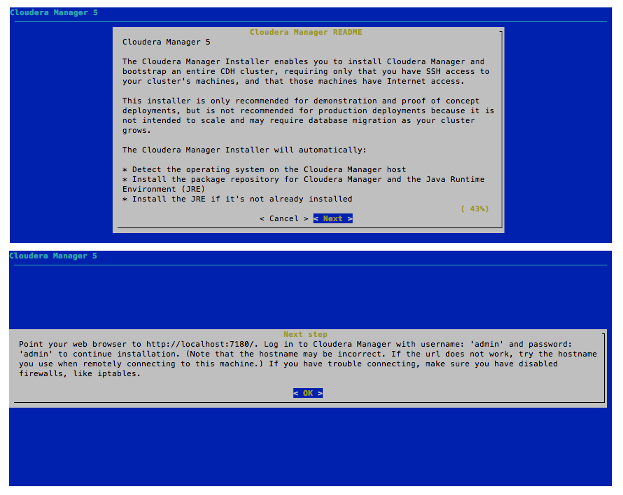 Cloudera Manager 5
Cloudera Manager README
Cloudera Manager 5
The Cloudera Manager Installer enables you to install Cloudera Manager and
bootstrap an entire CDH cluster, requiring only that you have SSH access to
your cluster's machines, and that those machines have Internet access.
This installer is only recommended for demonstration and proof of concept
deployments, but is not recommended for production deployments because it is
not intended to scale and may require database migration as your cluster
grows.
The Cloudera Manager Installer will automatically:
* Detect the operating system on the Cloudera Manager host
* Install the package repository for Cloudera Manager and the Java Runtime
Environment (JRE)
* Install the JRE if it's not already installed
( 43%)
< Cancel > < Next >
Cloudera Manager 5
Next step
Point your web browser to http://localhost:7180/. Log in to Cloudera Manager with username: 'admin' and password:
'admin' to continue installation. (Note that the hostname may be incorrect. If the url does not work, try the hostname
you use when remotely connecting to this machine.) If you have trouble connecting, make sure you have disabled
firewalls, like iptables.
< OK >